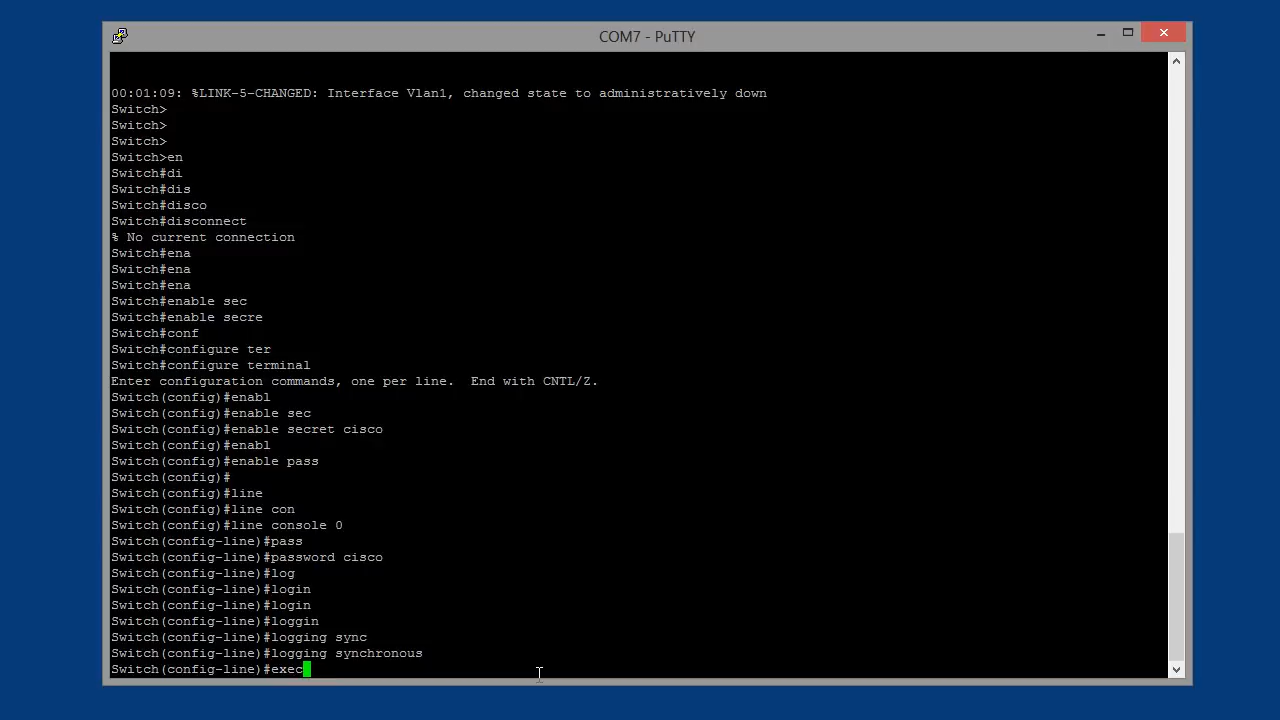 COM7 - PuTTY
00:01:09: %LINK-5-CHANGED: Interface Vlan1, changed state to administratively down
Switch>
Switch>
Switch>
Switch>en
Switch#di
Switch#dis
Switch#disco
Switch#disconnect
% No current connection
Switch#ena
Switch#ena
Switch#ena
Switch#enable sec
Switch#enable secre
Switch#conf
Switch#configure ter
Switch#configure terminal
Enter configuration commands, one per line.  End with CNTL/Z.
Switch(config)#enabl
Switch(config)#enable sec
Switch(config)#enable secret cisco
Switch(config)#enabl
Switch(config)#enable pass
Switch(config)#
Switch(config)#line
Switch(config)#line con
Switch(config)#line console 0
Switch(config-line)#pass
Switch(config-line)#password cisco
Switch(config-line)#log
Switch(config-line)#login
Switch(config-line)#login
Switch(config-line)#loggin
Switch(config-line)#logging sync
Switch(config-line)#logging synchronous
Switch(config-line)#exec